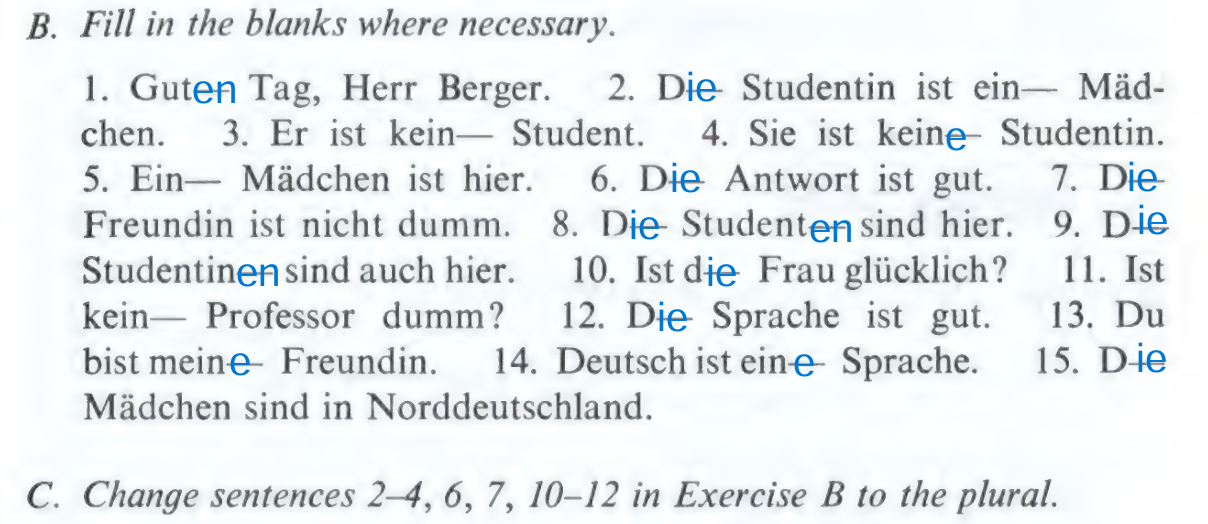 B. Fill in the blanks where necessary.
1. Guten Tag, Herr Berger. 2. Die Studentin ist ein— Mäd-
chen. 3. Er ist kein— Student. 4. Sie ist keine Studentin.
5. Ein— Mädchen ist hier. 6. Die Antwort ist gut. 7. Die
Freundin ist nicht dumm. 8. Die Studenten sind hier. 9. Die
Studentinen sind auch hier. 10. Ist die Frau glücklich? 11. Ist
kein— Professor dumm? 12. Die Sprache ist gut. 13. Du
bist meine Freundin. 14. Deutsch ist eine Sprache. 15. Die
Mädchen sind in Norddeutschland.
C. Change sentences 2–4, 6, 7, 10–12 in Exercise B to the plural.